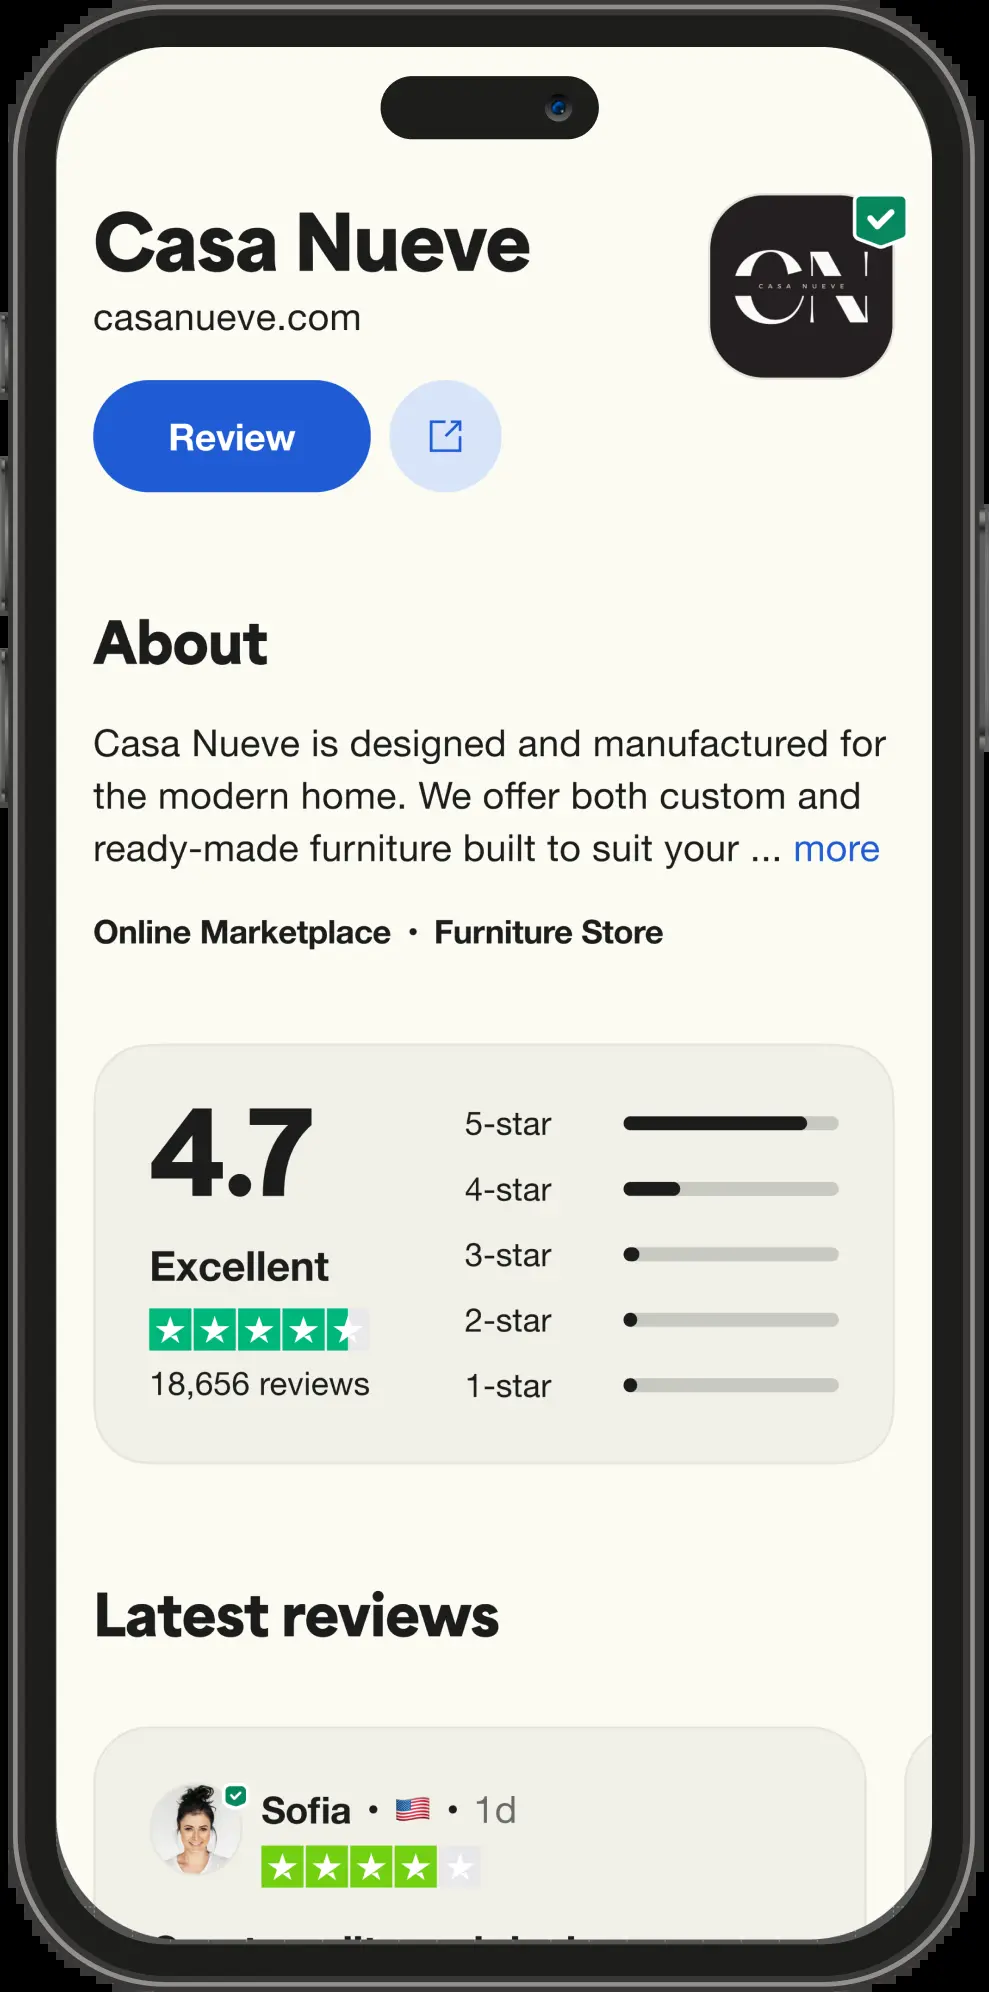 Casa Nueve
casanueve.com
CN
CASA NUEVE
Review
About
Casa Nueve is designed and manufactured for
the modern home. We offer both custom and
ready-made furniture built to suit your ... more
Online Marketplace • Furniture Store
4.7
Excellent
18,656 reviews
5-star
4-star
3-star
2-star
1-star
Latest reviews
Sofia • 🇺🇸 • 1d